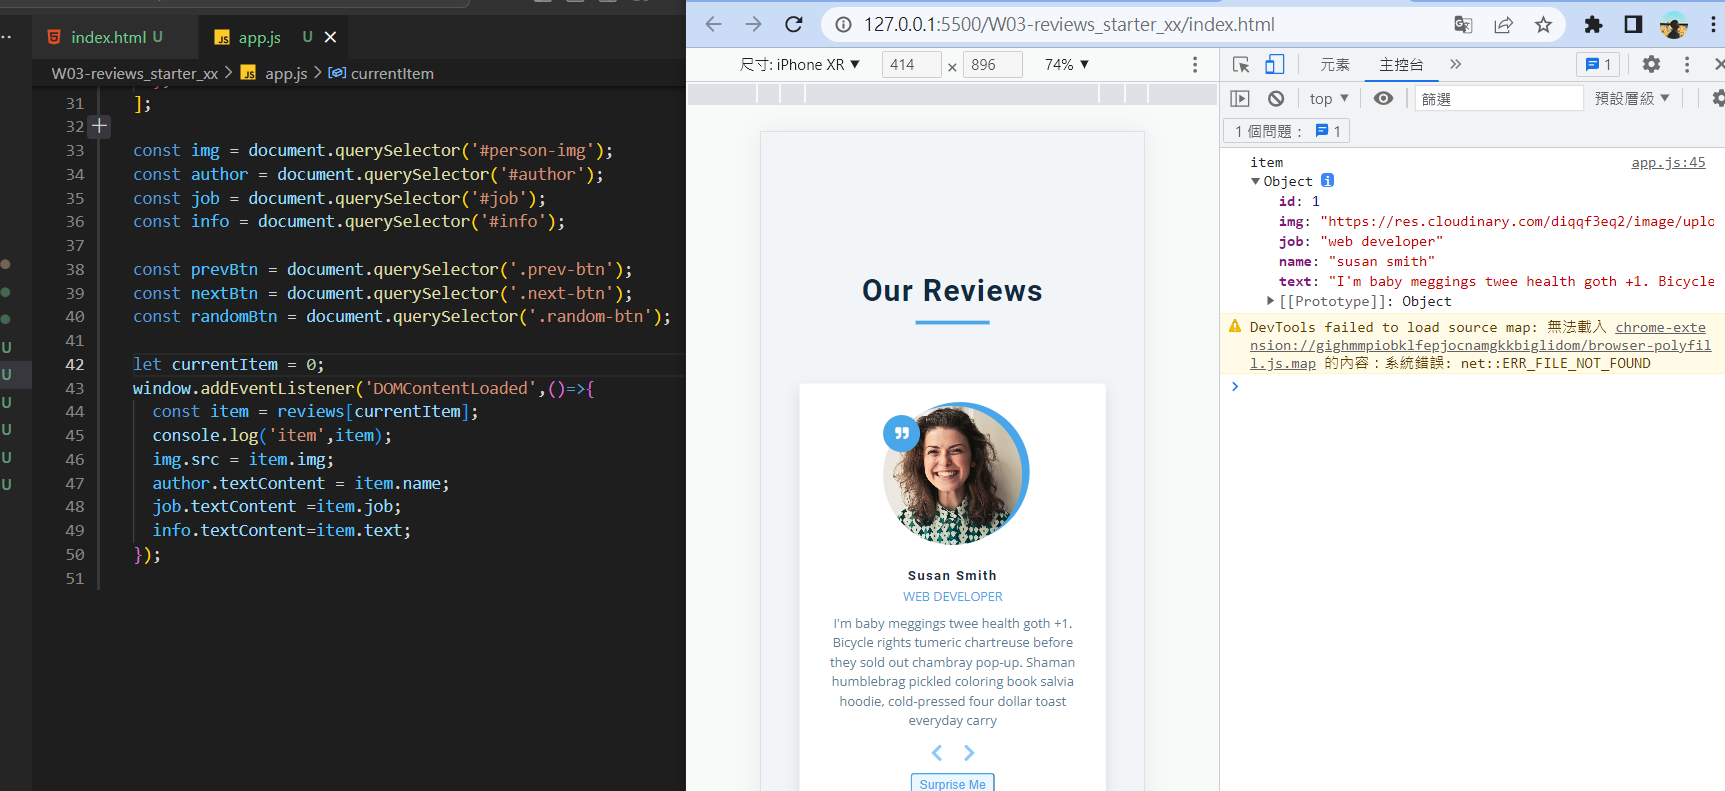 index.html U
app.js U
W03-reviews_starter_xx > app.js > currentItem
31 ];
32
33 const img = document.querySelector('#person-img');
34 const author = document.querySelector('#author');
35 const job = document.querySelector('#job');
36 const info = document.querySelector('#info');
37
38 const prevBtn = document.querySelector('.prev-btn');
39 const nextBtn = document.querySelector('.next-btn');
40 const randomBtn = document.querySelector('.random-btn');
41
42 let currentItem = 0;
43 window.addEventListener('DOMContentLoaded',()=>{
44 const item = reviews[currentItem];
45 console.log('item',item);
46 img.src = item.img;
47 author.textContent = item.name;
48 job.textContent =item.job;
49 info.textContent=item.text;
50 });
51
U
U
U
U
U
U
127.0.0.1:5500/W03-reviews_starter_xx/index.html
尺寸: iPhone XR ▼ 414 × 896 74% ▼
Our Reviews
Susan Smith
WEB DEVELOPER
I'm baby meggings twee health goth +1.
Bicycle rights tumeric chartreuse before
they sold out chambray pop-up. Shaman
humblebrag pickled coloring book salvia
hoodie, cold-pressed four dollar toast
everyday carry
Surprise Me
元素 主控台 » 1
top ▼ 篩選 預設層級 ▼
1 個問題： 1
item app.js:45
Object i
id: 1
img: "https://res.cloudinary.com/diqqf3eq2/image/uplo
job: "web developer"
name: "susan smith"
text: "I'm baby meggings twee health goth +1. Bicycle
[[Prototype]]: Object
DevTools failed to load source map: 無法載入 chrome-exte
nsion://gighmmpiobklfepjocnamgkkbiglidom/browser-polyfil
l.js.map 的內容：系統錯誤: net::ERR_FILE_NOT_FOUND